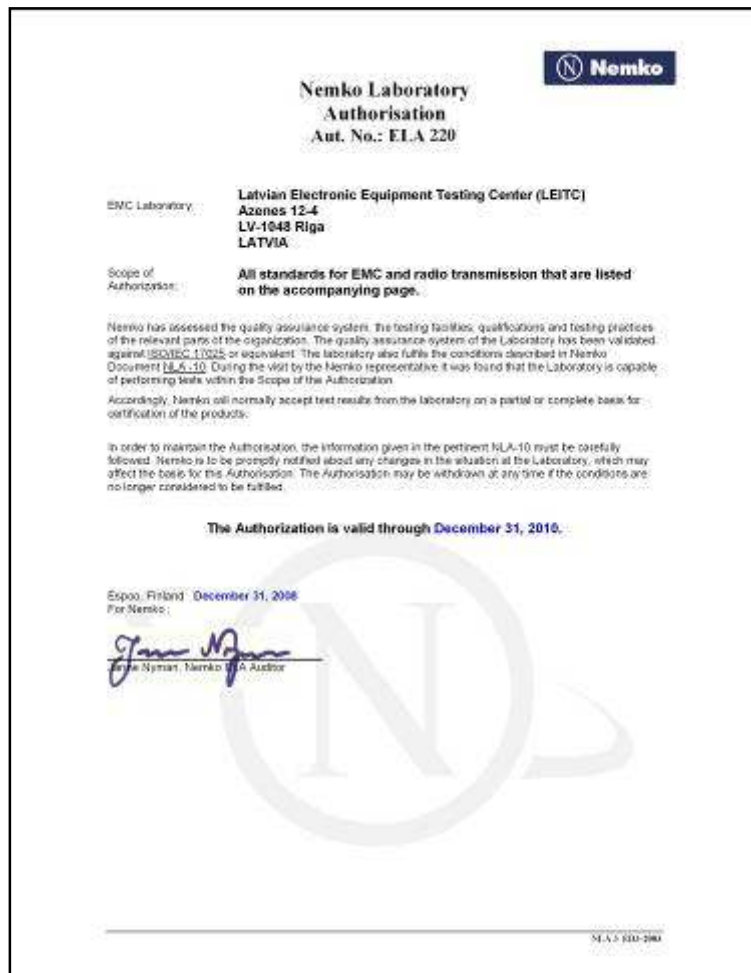 Nemko
Nemko Laboratory
Authorisation
Aut. No.: ELA 220
EMC Laboratory:
Latvian Electronic Equipment Testing Center (LEITC)
Azenes 12-4
LV-1048 Riga
LATVIA
Scope of
Authorization:
All standards for EMC and radio transmission that are listed
on the accompanying page.
Nemko has assessed the quality assurance system, the testing facilities, qualifications and testing practices
of the relevant parts of the organization. The quality assurance system of the Laboratory has been validated
against ISO/IEC 17025 or equivalent. The laboratory also fulfils the conditions described in Nemko
Document NLA -10. During the visit by the Nemko representative it was found that the Laboratory is capable
of performing tests within the Scope of the Authorization.
Accordingly, Nemko will normally accept test results from the laboratory on a partial or complete basis for
certification of the products.
In order to maintain the Authorisation, the information given in the pertinent NLA-10 must be carefully
followed. Nemko is to be promptly notified about any changes in the situation at the Laboratory, which may
affect the basis for this Authorisation. The Authorisation may be withdrawn at any time if the conditions are
no longer considered to be fulfilled.
The Authorization is valid through December 31, 2010.
Espoo, Finland December 31, 2008
For Nemko:
Nyman, Nemko Auditor
N